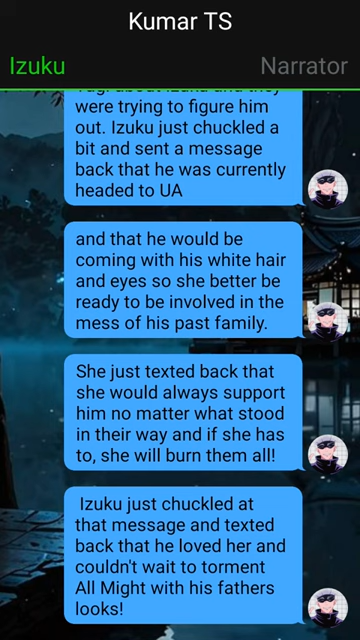 Kumar TS
Izuku
Narrator
were trying to figure him
out. Izuku just chuckled a
bit and sent a message
back that he was currently
headed to UA
and that he would be
coming with his white hair
and eyes so she better be
ready to be involved in the
mess of his past family.
She just texted back that
she would always support
him no matter what stood
in their way and if she has
to, she will burn them all!
Izuku just chuckled at
that message and texted
back that he loved her and
couldn't wait to torment
All Might with his fathers
looks!